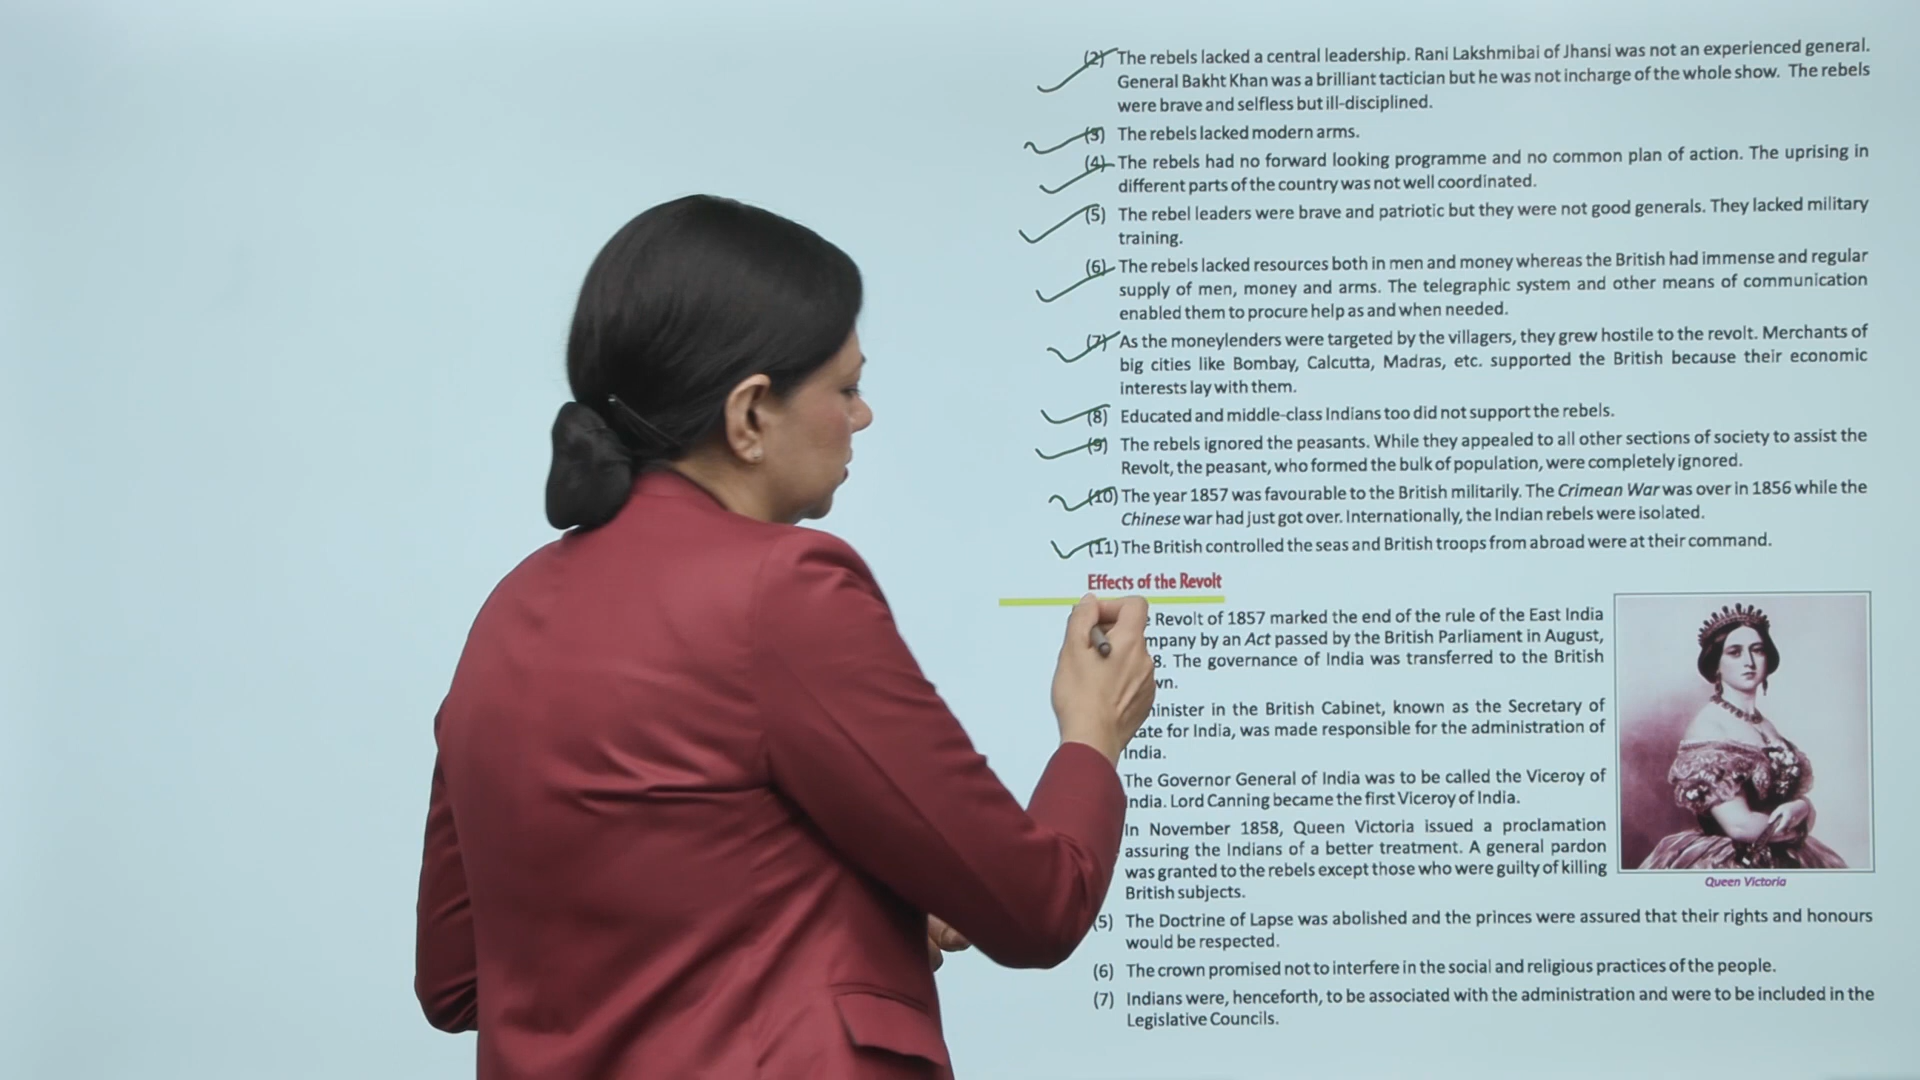 (2) The rebels lacked a central leadership. Rani Lakshmibai of Jhansi was not an experienced general.
General Bakht Khan was a brilliant tactician but he was not incharge of the whole show. The rebels
were brave and selfless but ill-disciplined.
(3) The rebels lacked modern arms.
(4) The rebels had no forward looking programme and no common plan of action. The uprising in
different parts of the country was not well coordinated.
(5) The rebel leaders were brave and patriotic but they were not good generals. They lacked military
training.
(6) The rebels lacked resources both in men and money whereas the British had immense and regular
supply of men, money and arms. The telegraphic system and other means of communication
enabled them to procure help as and when needed.
(7) As the moneylenders were targeted by the villagers, they grew hostile to the revolt. Merchants of
big cities like Bombay, Calcutta, Madras, etc. supported the British because their economic
interests lay with them.
(8) Educated and middle-class Indians too did not support the rebels.
(9) The rebels ignored the peasants. While they appealed to all other sections of society to assist the
Revolt, the peasant, who formed the bulk of population, were completely ignored.
(10) The year 1857 was favourable to the British militarily. The Crimean War was over in 1856 while the
Chinese war had just got over. Internationally, the Indian rebels were isolated.
(11) The British controlled the seas and British troops from abroad were at their command.
Effects of the Revolt
Revolt of 1857 marked the end of the rule of the East India
by an Act passed by the British Parliament in August,
The governance of India was transferred to the British
in the British Cabinet, known as the Secretary of
for India, was made responsible for the administration of
India.
The Governor General of India was to be called the Viceroy of
India. Lord Canning became the first Viceroy of India.
In November 1858, Queen Victoria issued a proclamation
assuring the Indians of a better treatment. A general pardon
was granted to the rebels except those who were guilty of killing
British subjects.
Queen Victoria
(5) The Doctrine of Lapse was abolished and the princes were assured that their rights and honours
would be respected.
(6) The crown promised not to interfere in the social and religious practices of the people.
(7) Indians were, henceforth, to be associated with the administration and were to be included in the
Legislative Councils.